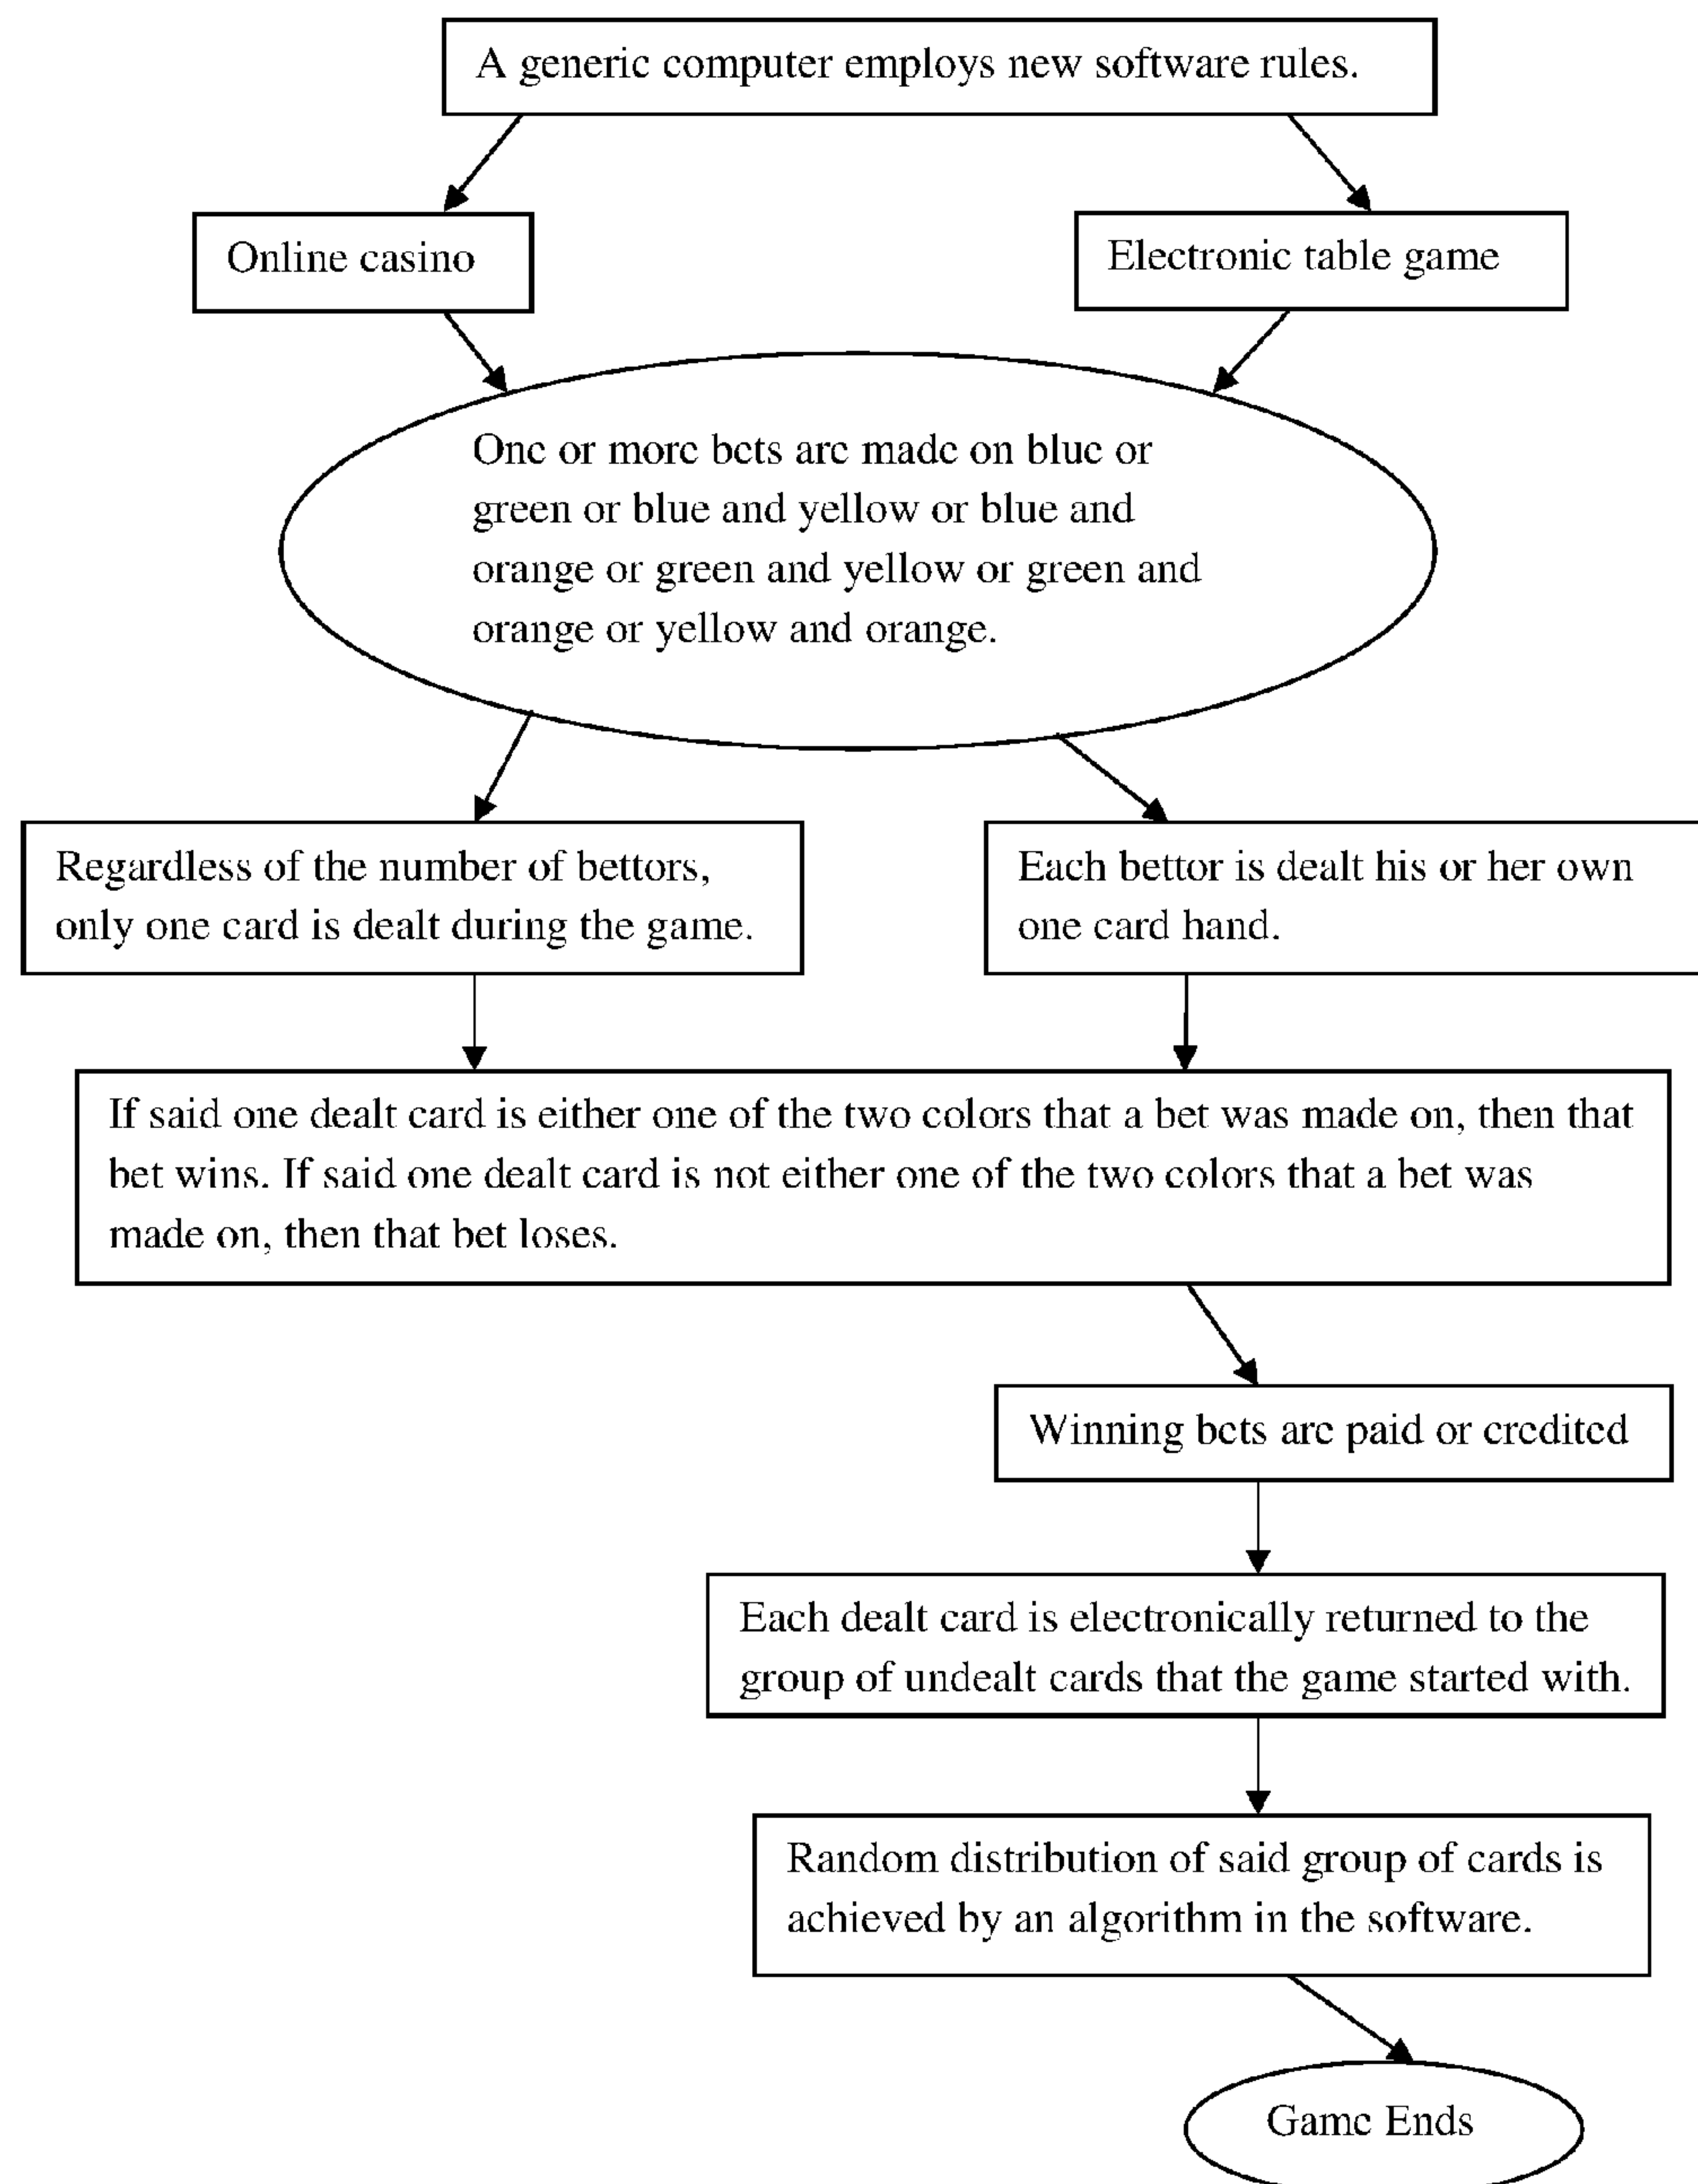 A generic computer employs new software rules.
Online casino
Electronic table game
One or more bets are made on blue or
green or blue and yellow or blue and
orange or green and yellow or green and
orange or yellow and orange.
Regardless of the number of bettors,
only one card is dealt during the game.
Each bettor is dealt his or her own
one card hand.
If said one dealt card is either one of the two colors that a bet was made on, then that
bet wins. If said one dealt card is not either one of the two colors that a bet was
made on, then that bet loses.
Winning bets are paid or credited
Each dealt card is electronically returned to the
group of undealt cards that the game started with.
Random distribution of said group of cards is
achieved by an algorithm in the software.
Game Ends